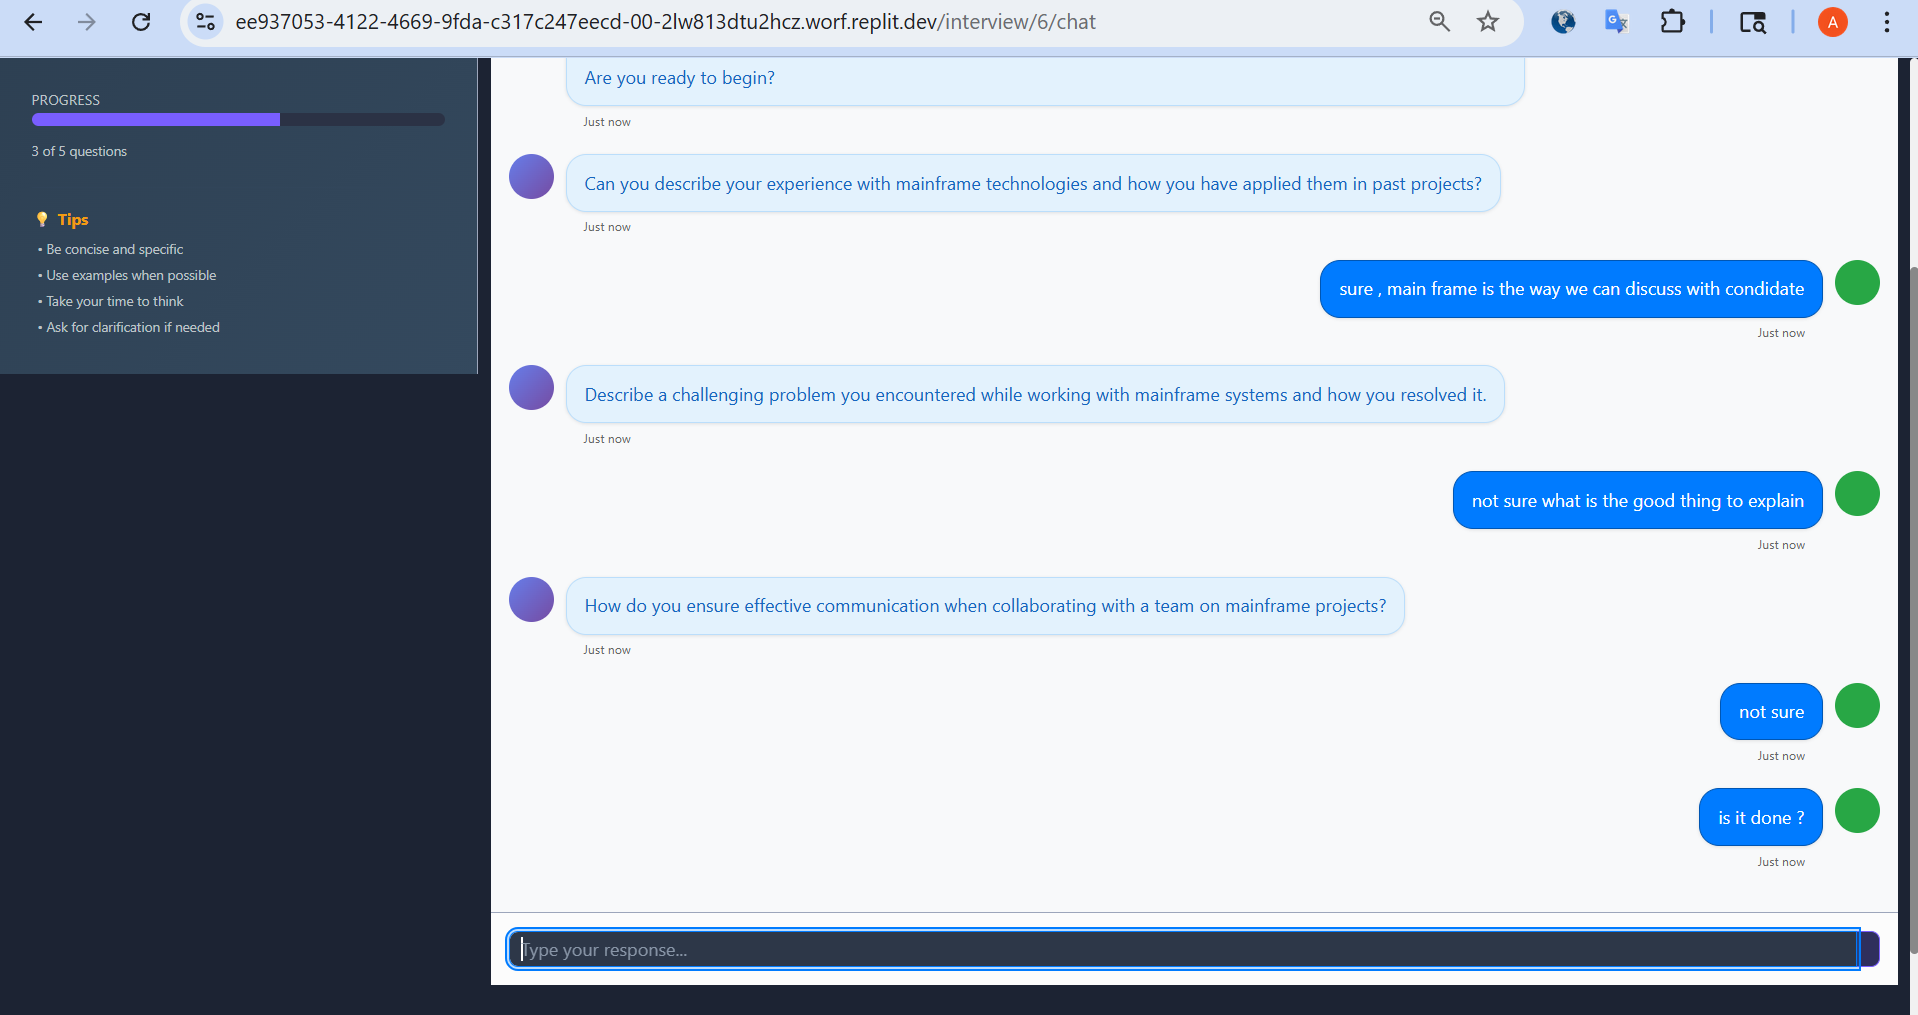 ee937053-4122-4669-9fda-c317c247eecd-00-2lw813dtu2hcz.worf.replit.dev/interview/6/chat
A
PROGRESS
3 of 5 questions
💡 Tips
• Be concise and specific
• Use examples when possible
• Take your time to think
• Ask for clarification if needed
Are you ready to begin?
Just now
Can you describe your experience with mainframe technologies and how you have applied them in past projects?
Just now
sure , main frame is the way we can discuss with condidate
Just now
Describe a challenging problem you encountered while working with mainframe systems and how you resolved it.
Just now
not sure what is the good thing to explain
Just now
How do you ensure effective communication when collaborating with a team on mainframe projects?
Just now
not sure
Just now
is it done ?
Just now
Type your response...